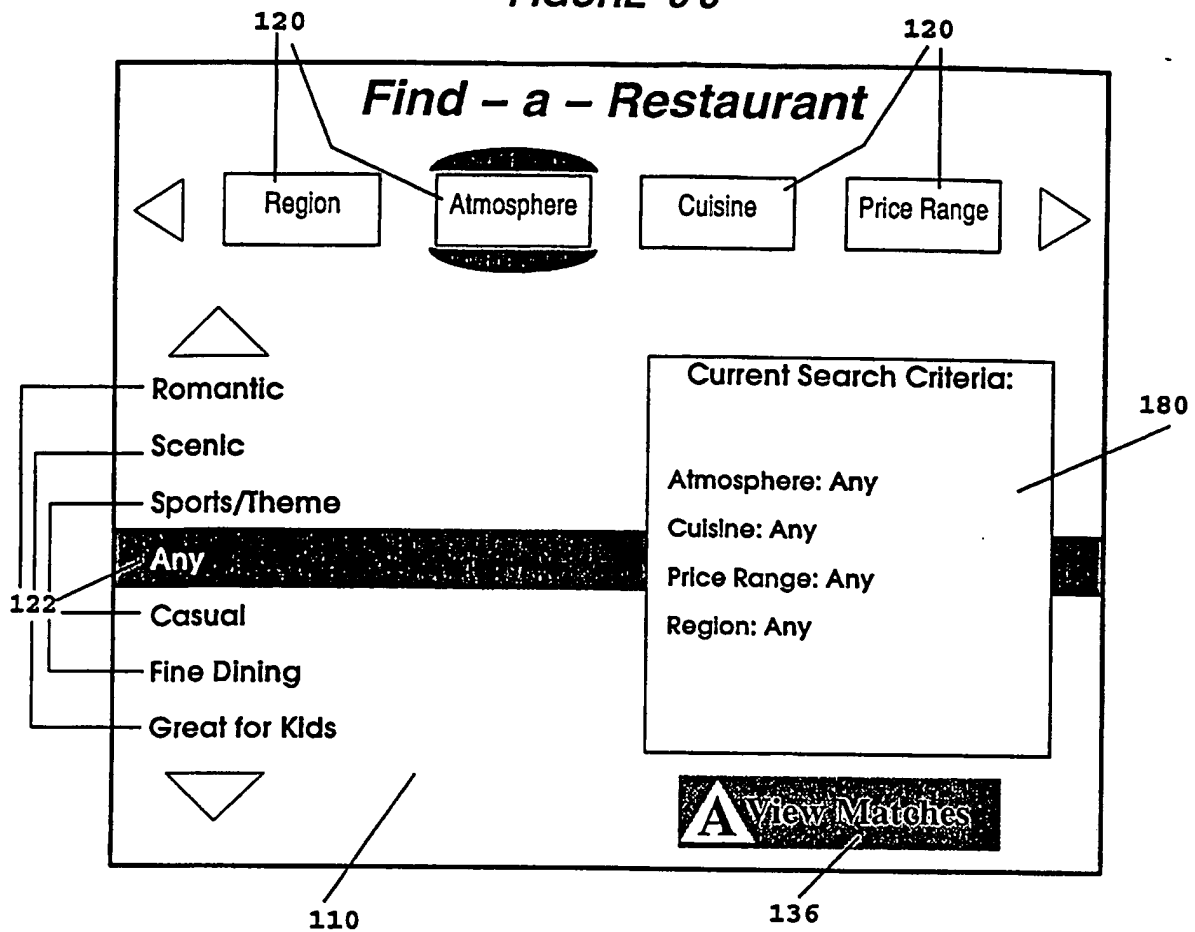 120
120
Find – a – Restaurant
Region
Atmosphere
Cuisine
Price Range
Romantic
Scenic
Sports/Theme
Any
Casual
Fine Dining
Great for Kids
122
Current Search Criteria:
Atmosphere: Any
Cuisine: Any
Price Range: Any
Region: Any
180
A View Matches
110
136